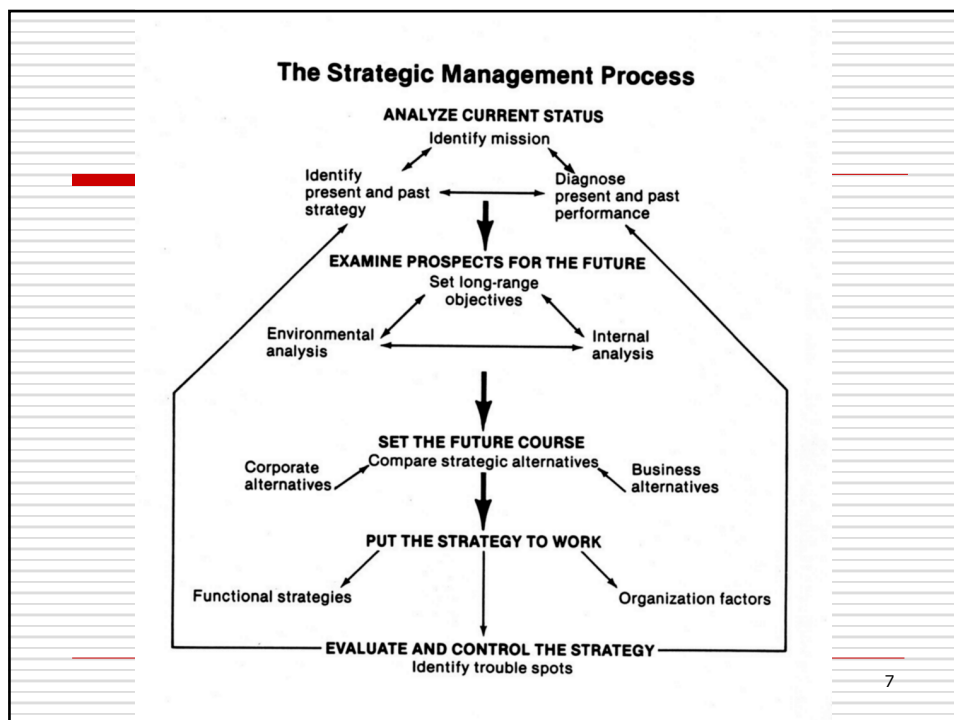 The Strategic Management Process
ANALYZE CURRENT STATUS
Identify mission
Identify
present and past
strategy
Diagnose
present and past
performance
EXAMINE PROSPECTS FOR THE FUTURE
Set long-range
objectives
Environmental
analysis
Internal
analysis
SET THE FUTURE COURSE
Compare strategic alternatives
Corporate
alternatives
Business
alternatives
PUT THE STRATEGY TO WORK
Functional strategies
Organization factors
EVALUATE AND CONTROL THE STRATEGY
Identify trouble spots
7